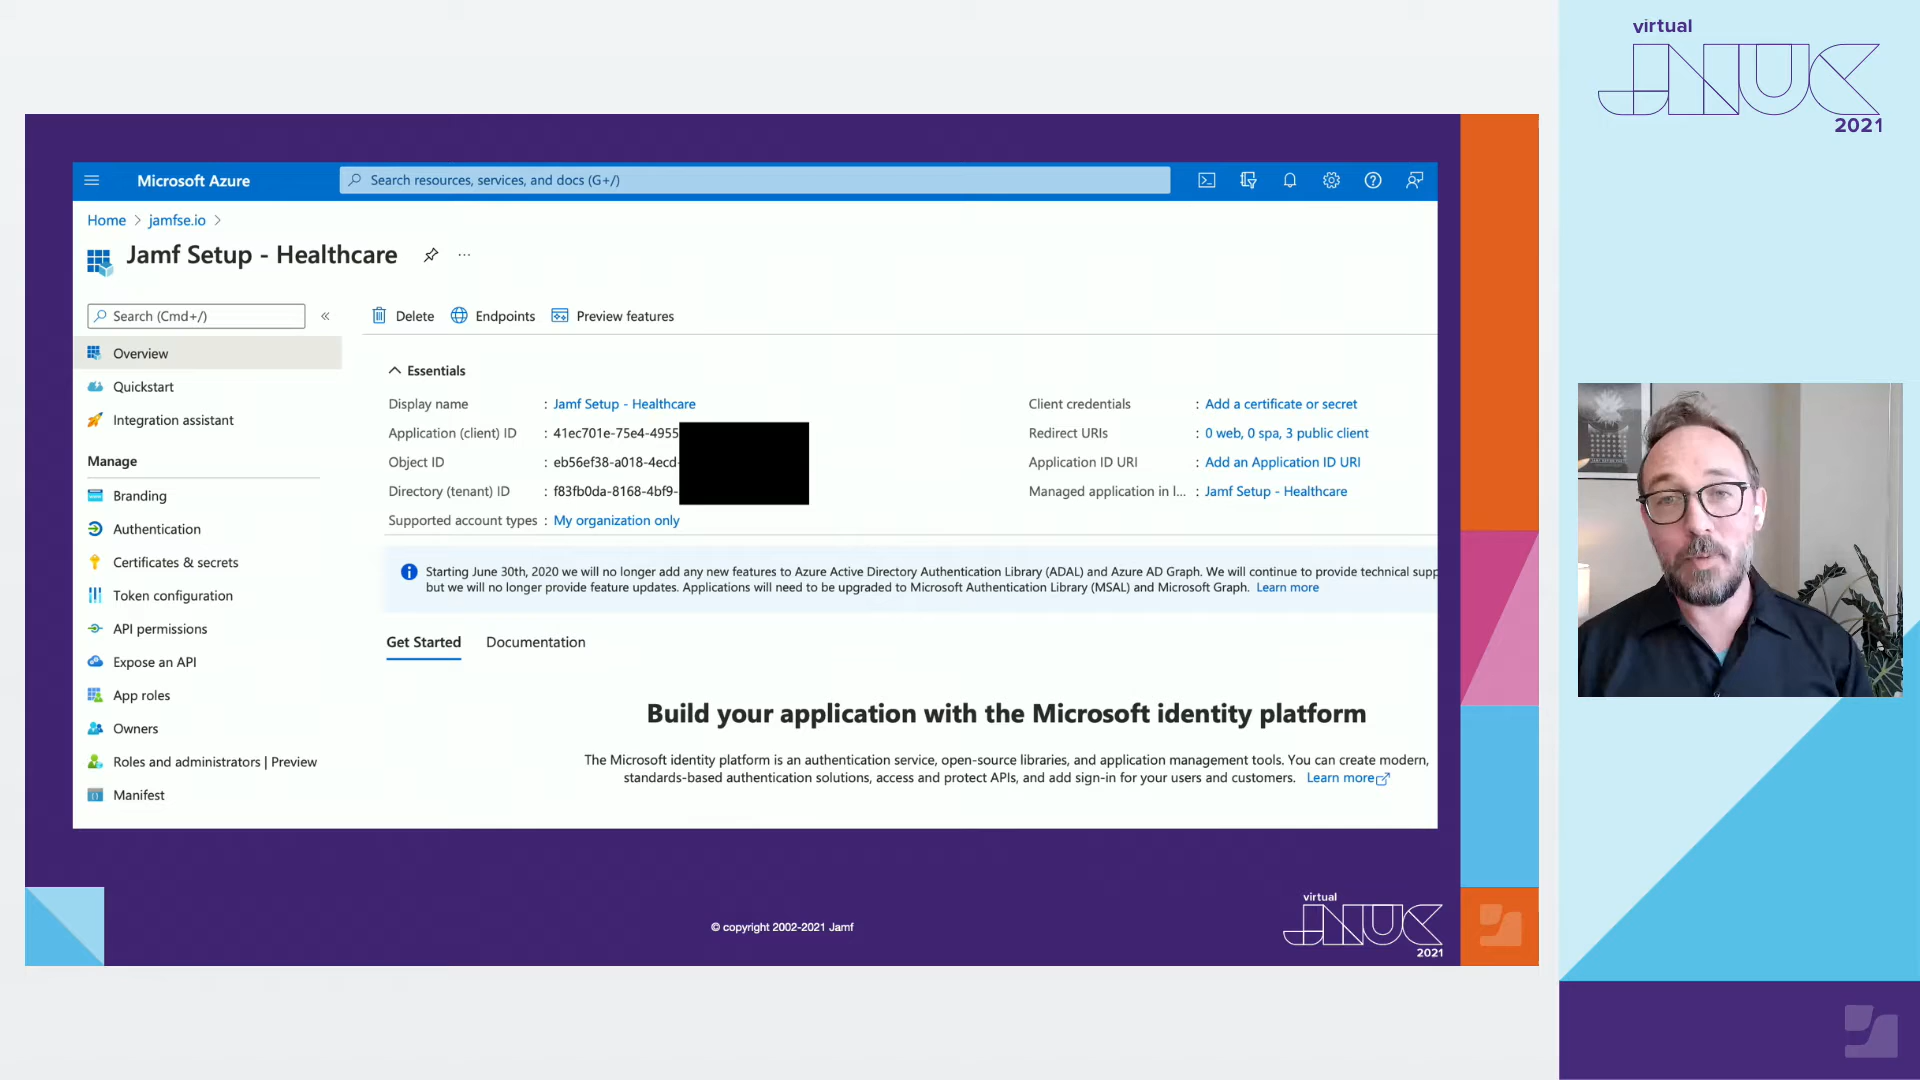 virtual
JNUC
2021
Microsoft Azure
Search resources, services, and docs (G+/)
Home > jamfse.io >
Jamf Setup - Healthcare
Search (Cmd+/)
«
Delete
Endpoints
Preview features
Overview
Quickstart
Integration assistant
Manage
Branding
Authentication
Certificates & secrets
Token configuration
API permissions
Expose an API
App roles
Owners
Roles and administrators | Preview
Manifest
Essentials
Display name : Jamf Setup - Healthcare
Application (client) ID : 41ec701e-75e4-4955
Object ID : eb56ef38-a018-4ecd-
Directory (tenant) ID : f83fb0da-8168-4bf9-
Supported account types : My organization only
Client credentials : Add a certificate or secret
Redirect URIs : 0 web, 0 spa, 3 public client
Application ID URI : Add an Application ID URI
Managed application in l... : Jamf Setup - Healthcare
Starting June 30th, 2020 we will no longer add any new features to Azure Active Directory Authentication Library (ADAL) and Azure AD Graph. We will continue to provide technical supp
but we will no longer provide feature updates. Applications will need to be upgraded to Microsoft Authentication Library (MSAL) and Microsoft Graph. Learn more
Get Started
Documentation
Build your application with the Microsoft identity platform
The Microsoft identity platform is an authentication service, open-source libraries, and application management tools. You can create modern,
standards-based authentication solutions, access and protect APIs, and add sign-in for your users and customers. Learn more
© copyright 2002-2021 Jamf
virtual
JNUC
2021